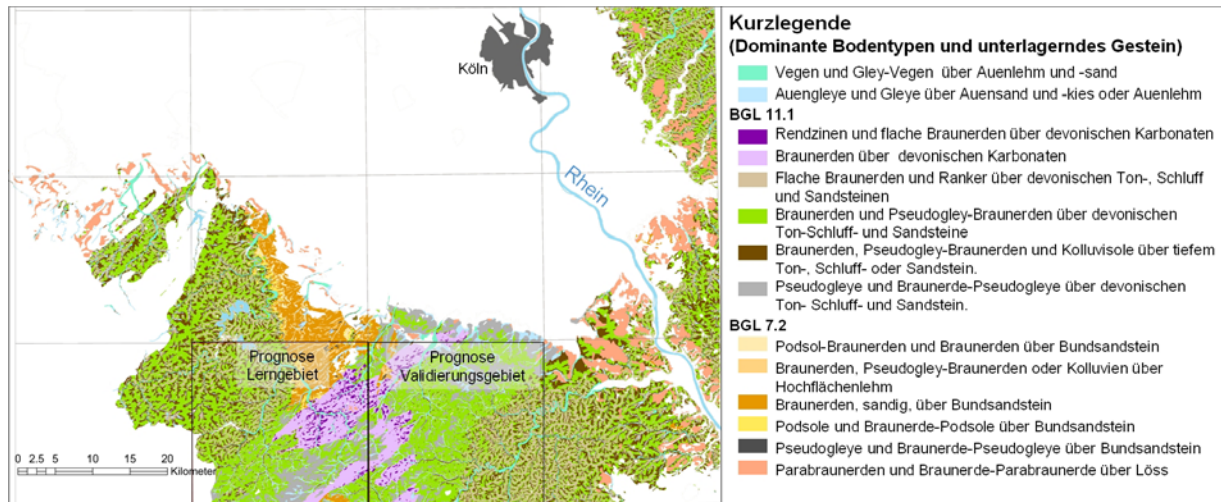 Köln
Rhein
Prognose
Lerngebiet
Prognose
Validierungsgebiet
0 2.5 5 10 15 20
Kilometer
Kurzlegende
(Dominante Bodentypen und unterlagerndes Gestein)
Vegen und Gley-Vegen über Auenlehm und -sand
Auengleye und Gleye über Auensand und -kies oder Auenlehm
BGL 11.1
Rendzinen und flache Braunerden über devonischen Karbonaten
Braunerden über devonischen Karbonaten
Flache Braunerden und Ranker über devonischen Ton-, Schluff
und Sandsteinen
Braunerden und Pseudogley-Braunerden über devonischen
Ton-Schluff- und Sandsteine
Braunerden, Pseudogley-Braunerden und Kolluvisole über tiefem
Ton-, Schluff- oder Sandstein.
Pseudogleye und Braunerde-Pseudogleye über devonischen
Ton- Schluff- und Sandstein.
BGL 7.2
Podsol-Braunerden und Braunerden über Bundsandstein
Braunerden, Pseudogley-Braunerden oder Kolluvien über
Hochflächenlehm
Braunerden, sandig, über Bundsandstein
Podsole und Braunerde-Podsole über Bundsandstein
Pseudogleye und Braunerde-Pseudogleye über Bundsandstein
Parabraunerden und Braunerde-Parabraunerde über Löss